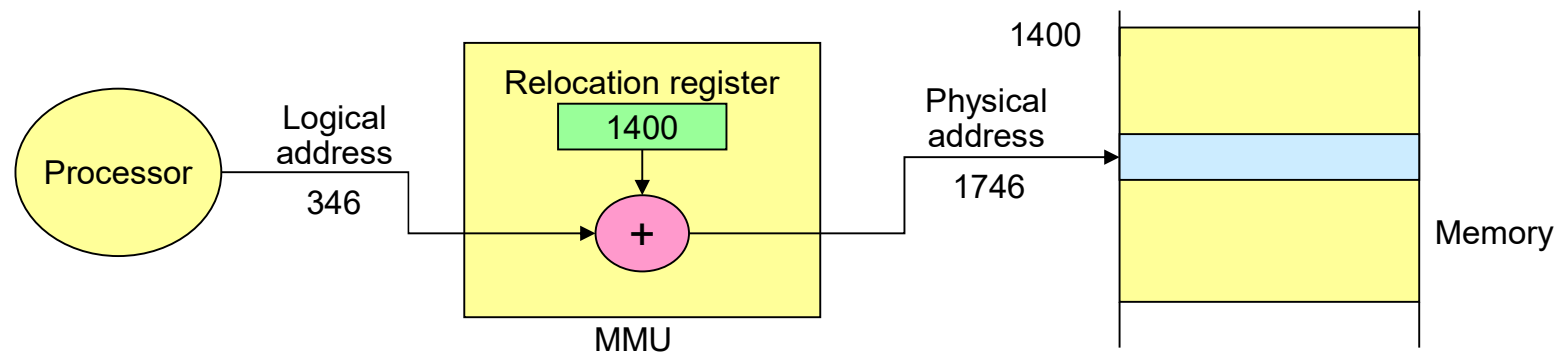 Processor
Logical
address
346
Relocation register
1400
+
MMU
Physical
address
1746
1400
Memory